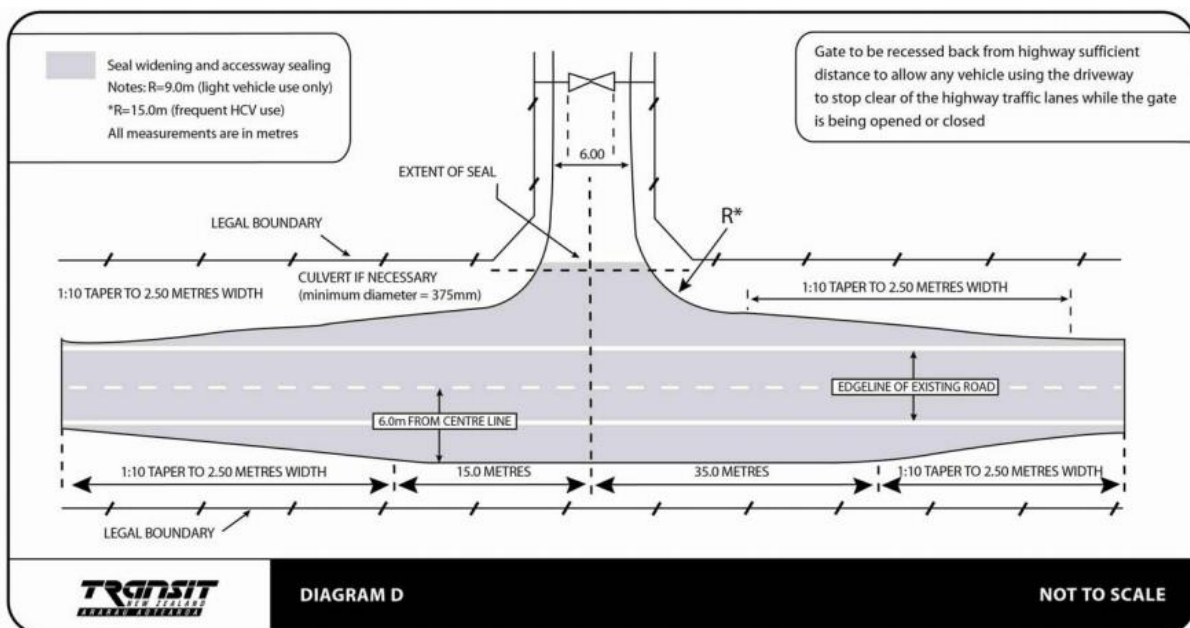 Seal widening and accessway sealing
Notes: R=9.0m (light vehicle use only)
*R=15.0m (frequent HCV use)
All measurements are in metres
Gate to be recessed back from highway sufficient
distance to allow any vehicle using the driveway
to stop clear of the highway traffic lanes while the gate
is being opened or closed
6.00
EXTENT OF SEAL
LEGAL BOUNDARY
R*
CULVERT IF NECESSARY
(minimum diameter = 375mm)
1:10 TAPER TO 2.50 METRES WIDTH
1:10 TAPER TO 2.50 METRES WIDTH
EDGELINE OF EXISTING ROAD
6.0m FROM CENTRE LINE
1:10 TAPER TO 2.50 METRES WIDTH
15.0 METRES
35.0 METRES
1:10 TAPER TO 2.50 METRES WIDTH
LEGAL BOUNDARY
TRANSIT
NEW ZEALAND
ARARAU AOTEAROA
DIAGRAM D
NOT TO SCALE